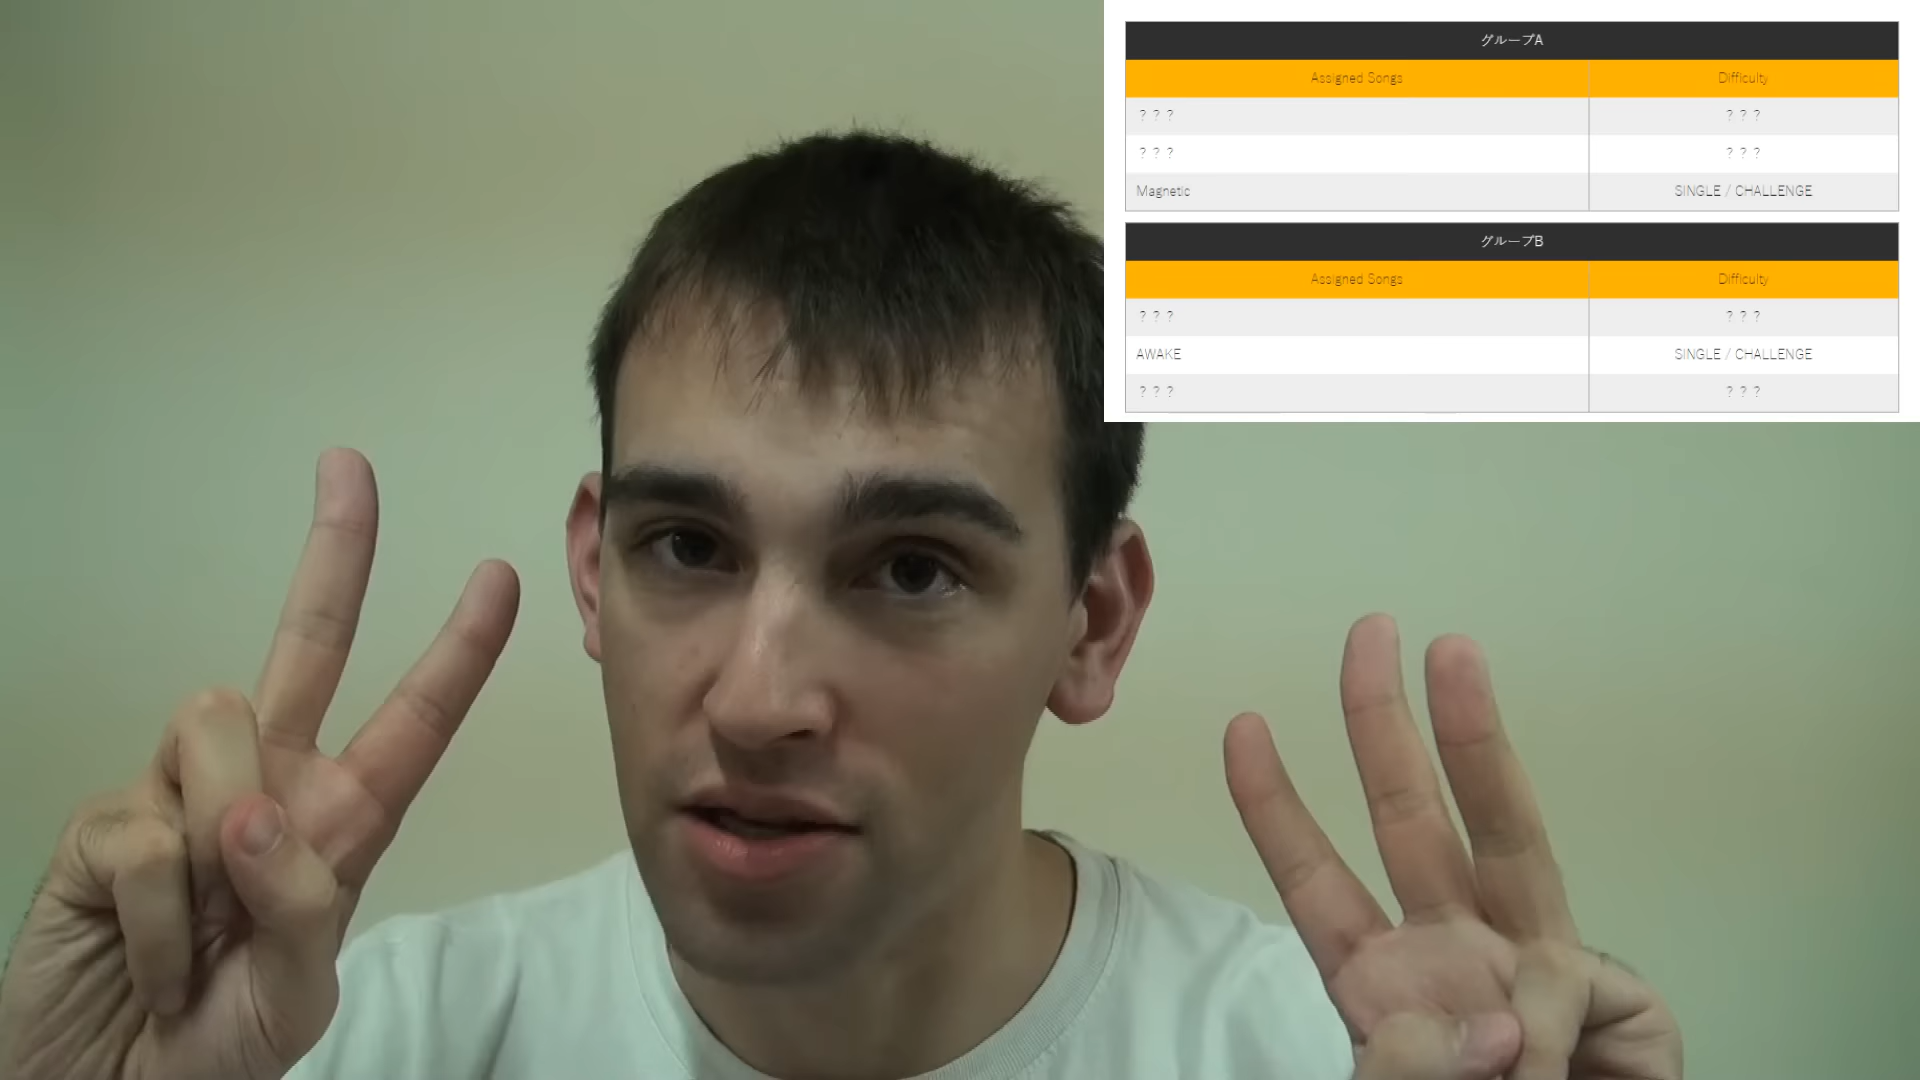 グループA
Assigned Songs Difficulty
? ? ? ? ? ?
? ? ? ? ? ?
Magnetic SINGLE / CHALLENGE
グループB
Assigned Songs Difficulty
? ? ? ? ? ?
AWAKE SINGLE / CHALLENGE
? ? ? ? ? ?